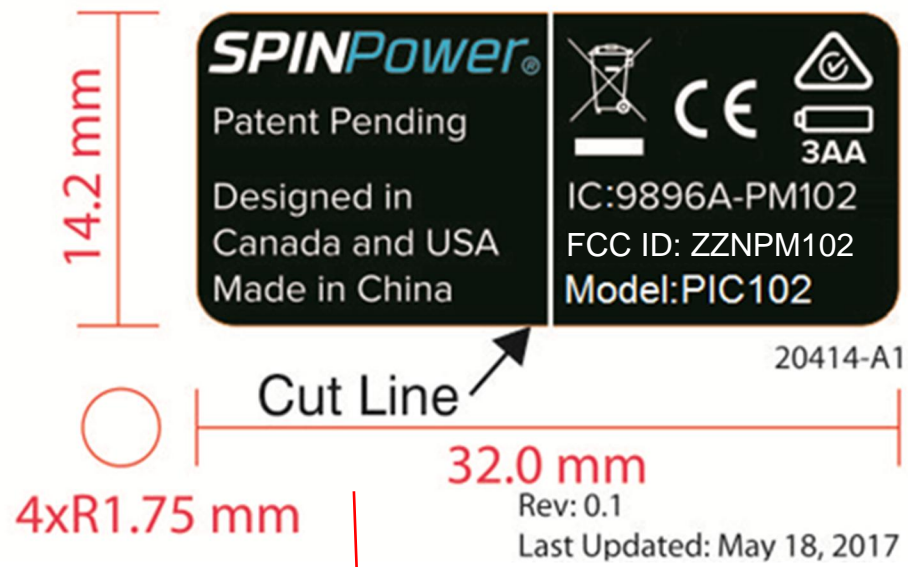 SPINPower®
Patent Pending
Designed in
Canada and USA
Made in China
CE
3AA
IC:9896A-PM102
FCC ID: ZZNPM102
Model:PIC102
14.2 mm
20414-A1
Cut Line
32.0 mm
4xR1.75 mm
Rev: 0.1
Last Updated: May 18, 2017